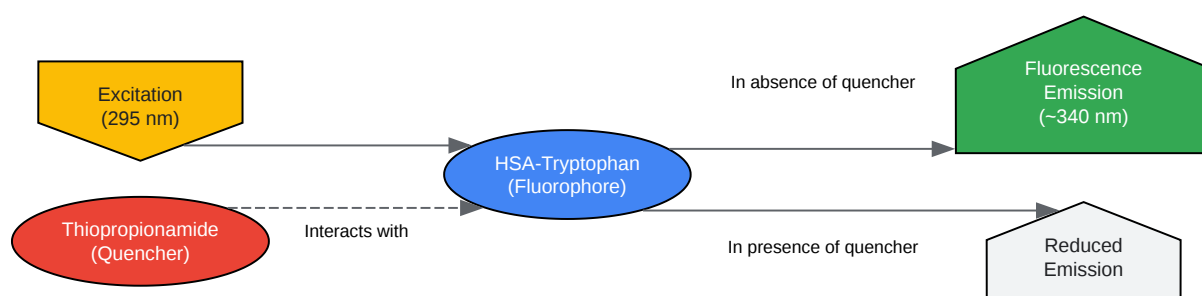 Excitation
(295 nm)
Thiopropionamide
(Quencher)
Interacts with
HSA-Tryptophan
(Fluorophore)
In absence of quencher
Fluorescence
Emission
(~340 nm)
In presence of quencher
Reduced
Emission